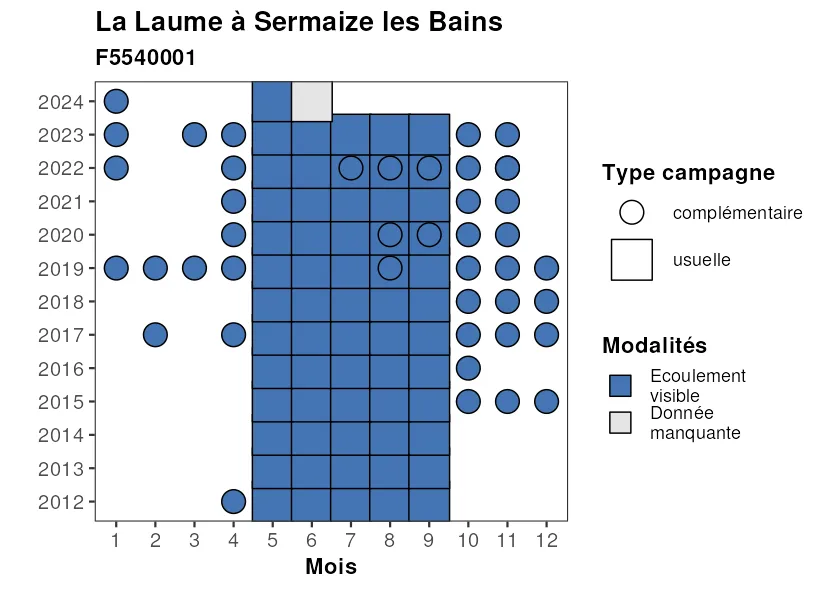 La Laume à Sermaize les Bains
F5540001
2024
2023
2022
2021
2020
2019
2018
2017
2016
2015
2014
2013
2012
1 2 3 4 5 6 7 8 9 10 11 12
Mois
Type campagne
complémentaire
usuelle
Modalités
Ecoulement
visible
Donnée
manquante